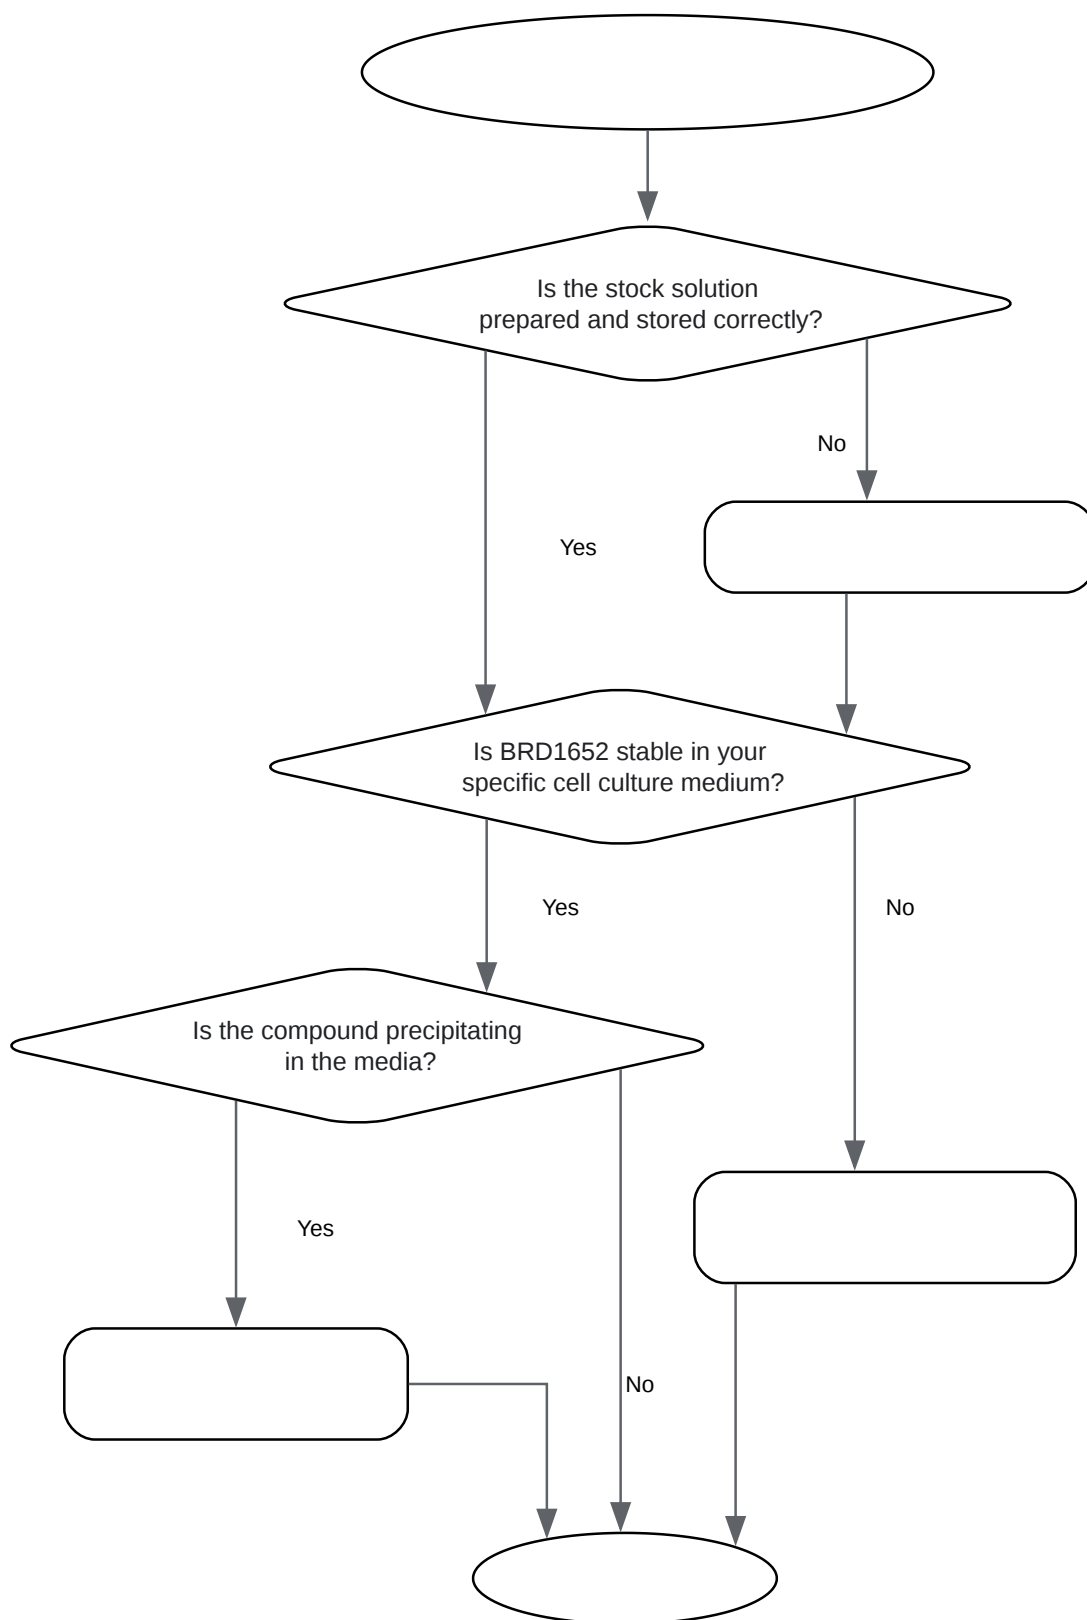 Is the stock solution
prepared and stored correctly?
No
Yes
Is BRD1652 stable in your
specific cell culture medium?
Yes
No
Is the compound precipitating
in the media?
Yes
No